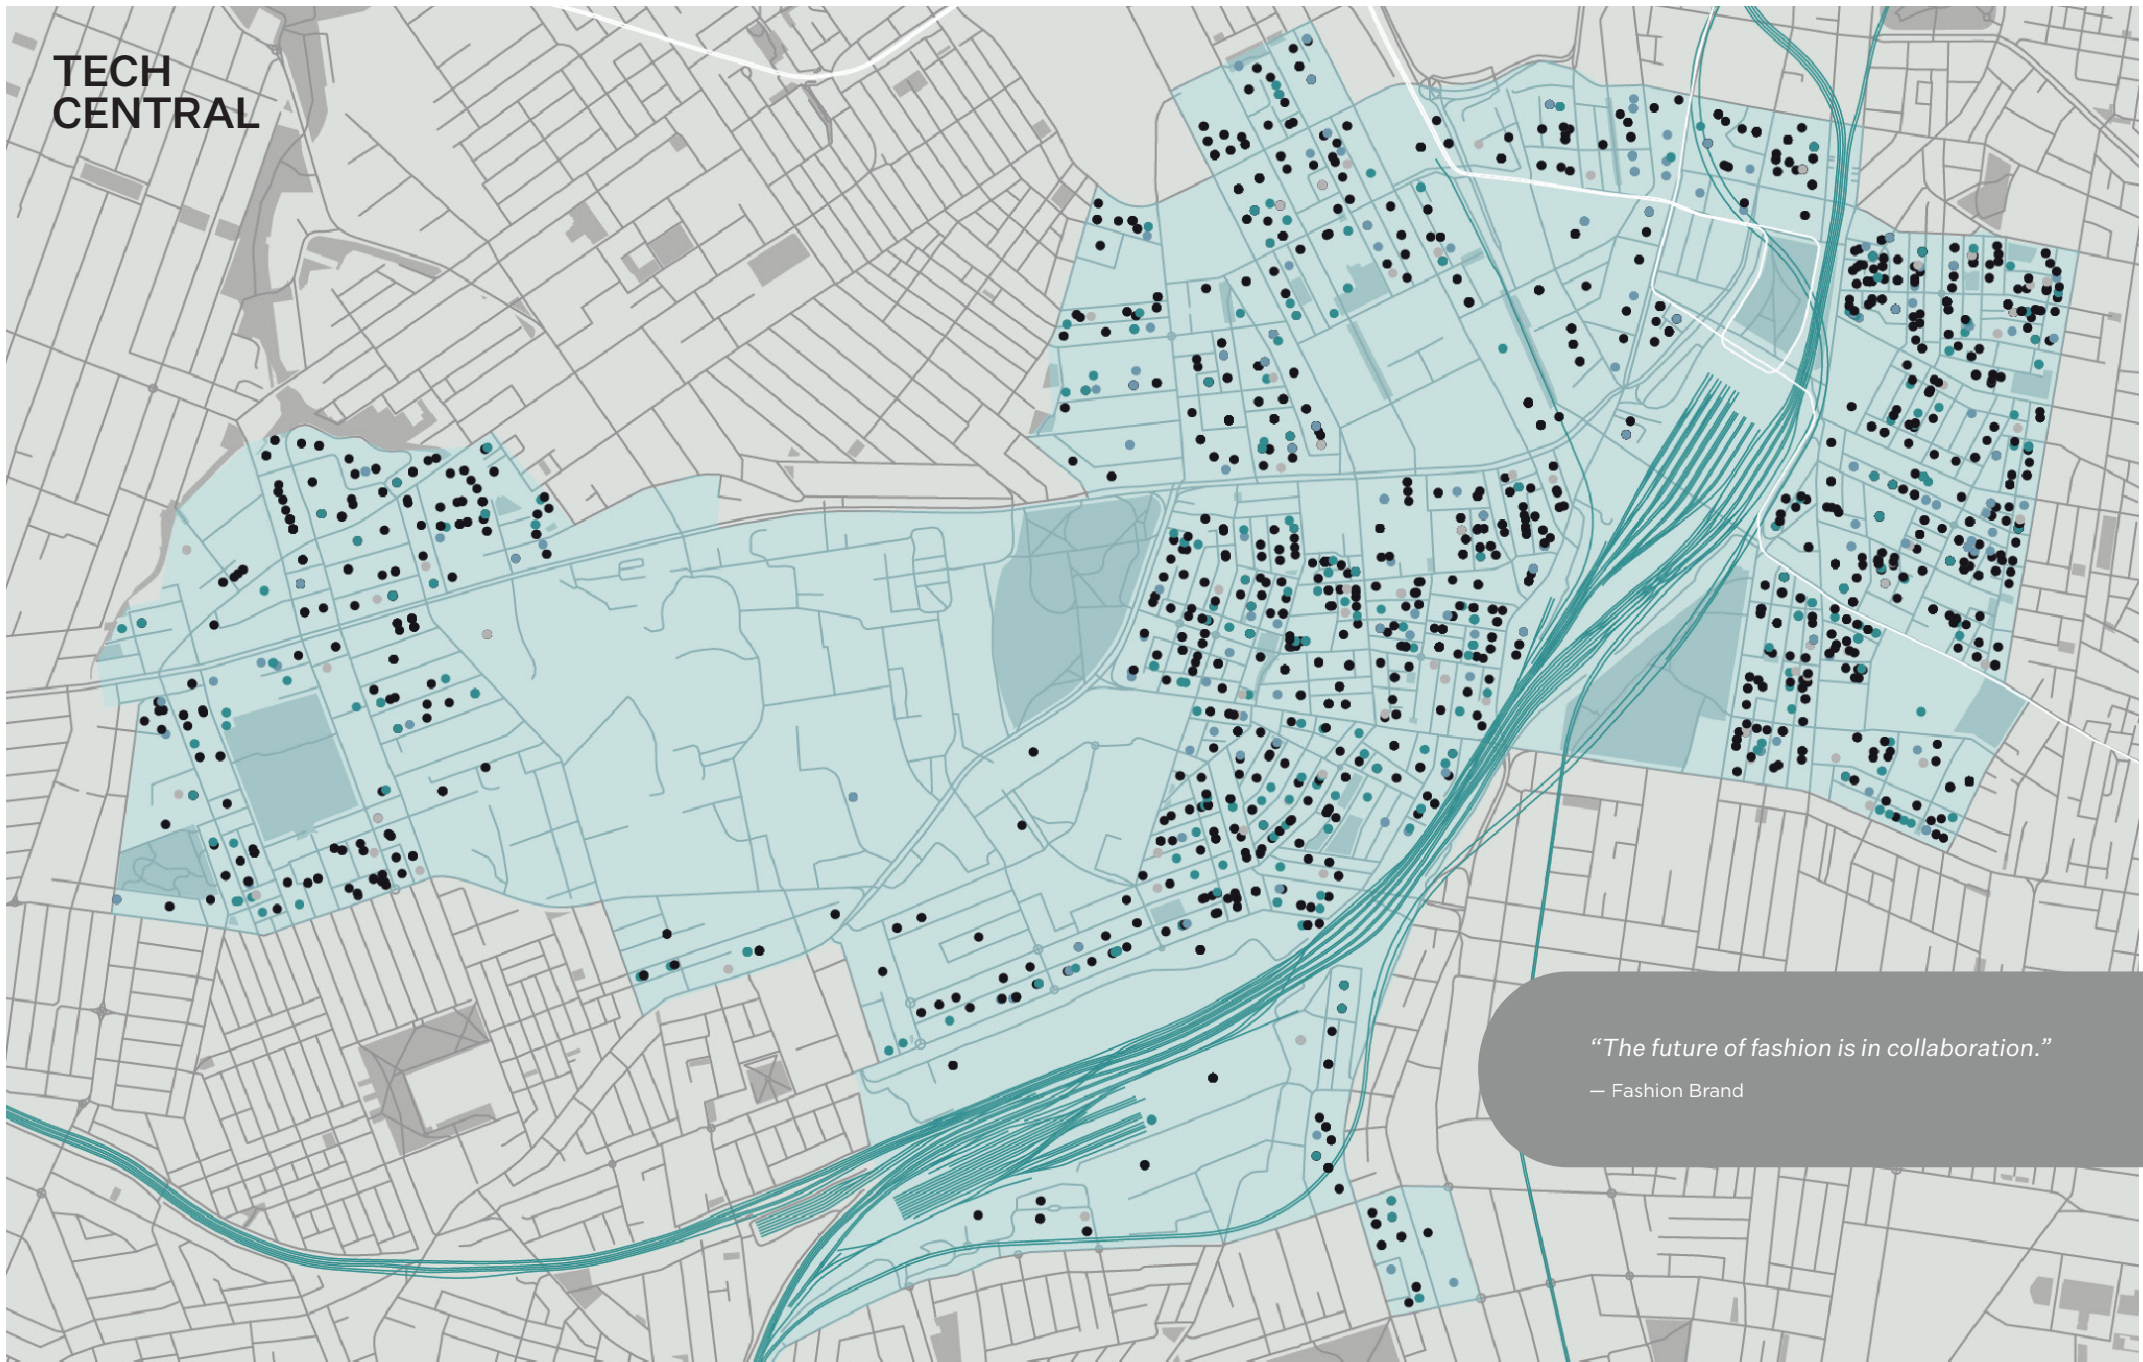 TECH
CENTRAL
“The future of fashion is in collaboration.”
— Fashion Brand